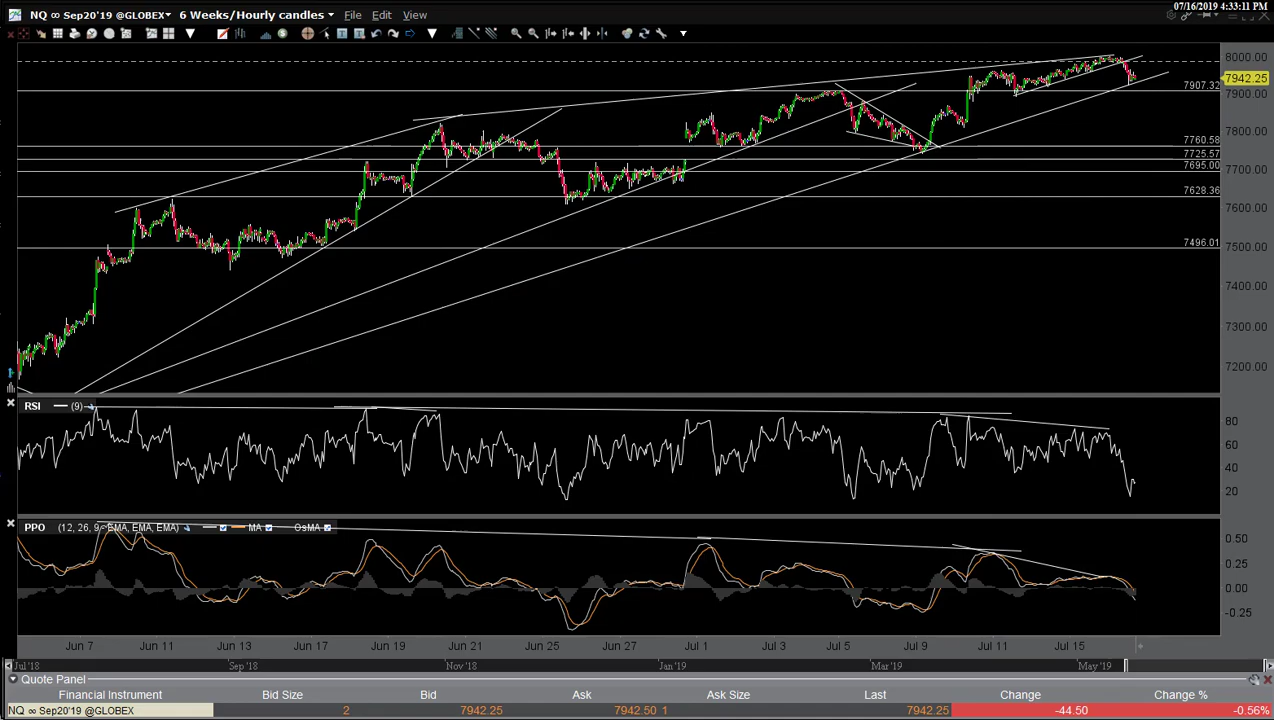 07/16/2019 4:33:11 PM
NQ ∞ Sep20'19 @GLOBEX 6 Weeks/Hourly candles File Edit View
8000.00
7942.25
7907.32
7900.00
7800.00
7760.58
7725.57
7700.00
7695.00
7628.36
7600.00
7500.00
7496.01
7400.00
7300.00
7200.00
RSI (9)
80
60
40
20
PPO (12, 26, 9, EMA, EMA, EMA) MA OsMA
0.50
0.25
0.00
-0.25
Jun 7 Jun 11 Jun 13 Jun 17 Jun 19 Jun 21 Jun 25 Jun 27 Jul 1 Jul 3 Jul 5 Jul 9 Jul 11 Jul 15
Jul '18 Sep '18 Nov '18 Jan '19 Mar '19 May '19
Quote Panel
Financial Instrument Bid Size Bid Ask Ask Size Last Change Change %
NQ ∞ Sep20'19 @GLOBEX 2 7942.25 7942.50 1 7942.25 -44.50 -0.56%